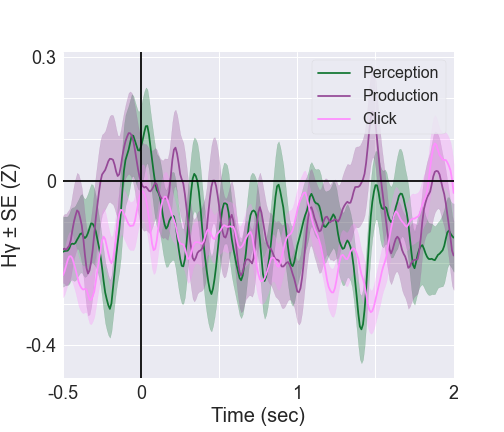 0.3
0
-0.4
Hγ ± SE (Z)
Perception
Production
Click
-0.5
0
1
2
Time (sec)